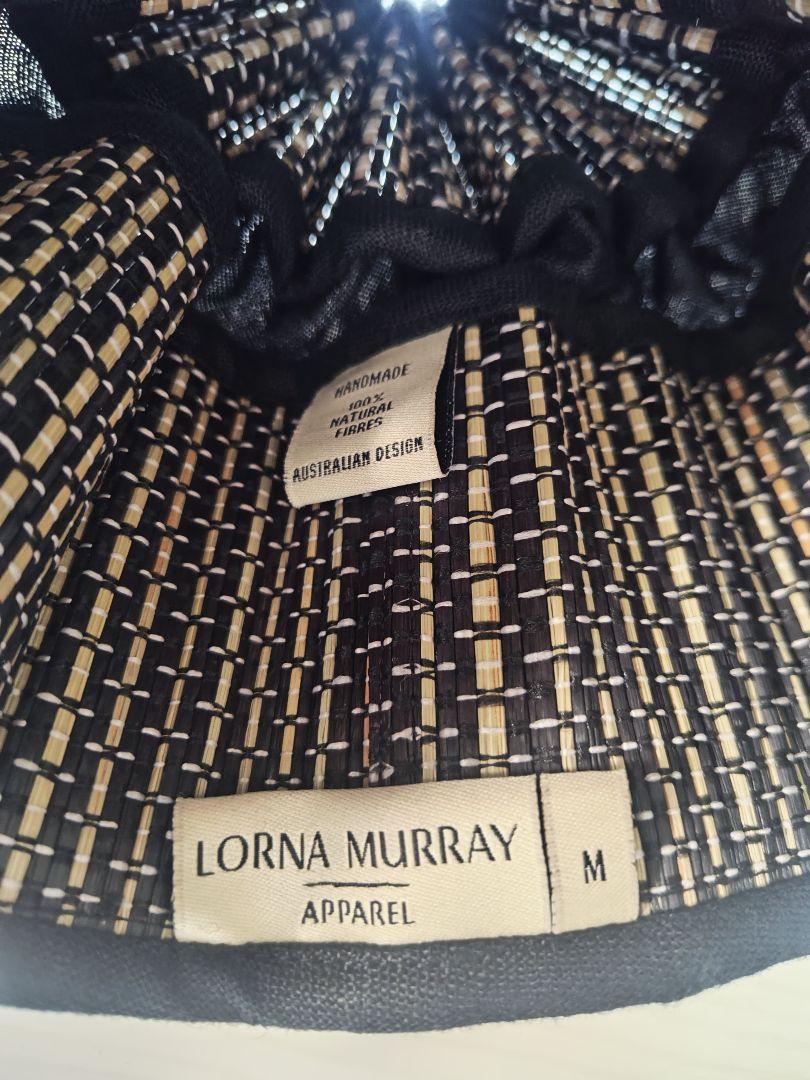 HANDMADE
100%
NATURAL
FIBRES
AUSTRALIAN DESIGN
LORNA MURRAY
APPAREL
M